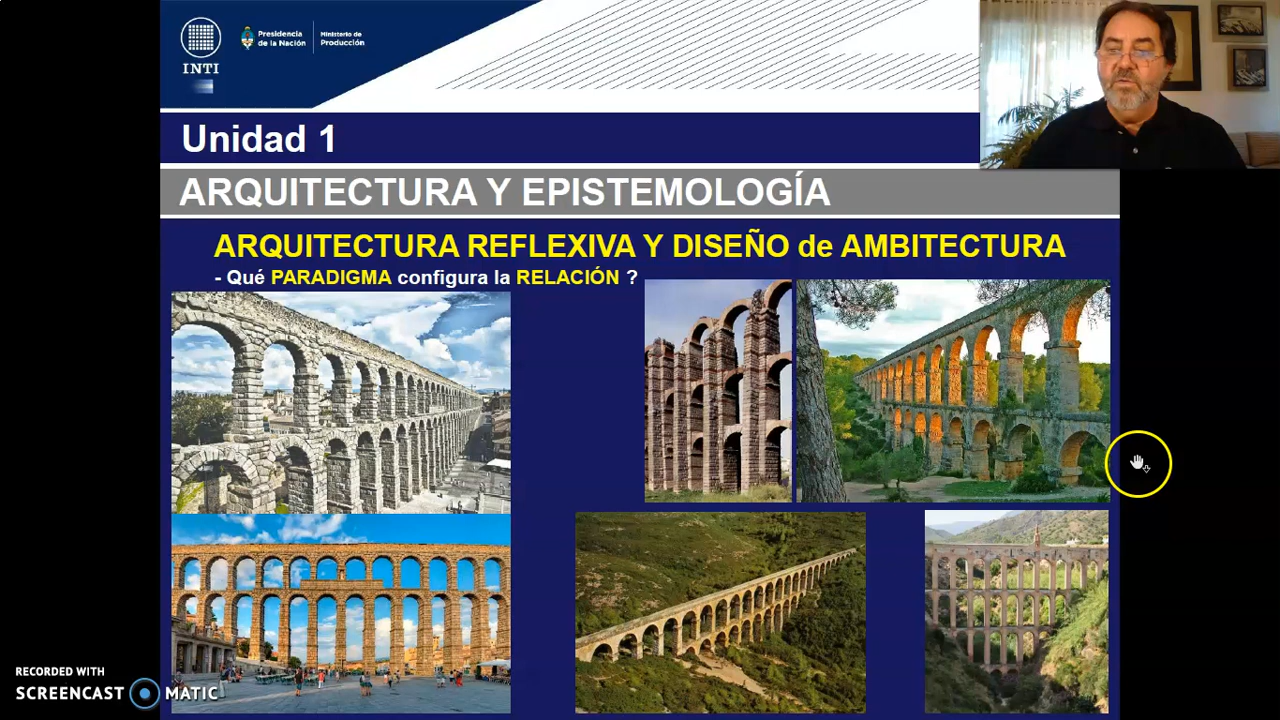 INTI
Presidencia
de la Nación
Ministerio de
Producción
Unidad 1
ARQUITECTURA Y EPISTEMOLOGÍA
ARQUITECTURA REFLEXIVA Y DISEÑO de AMBITECTURA
- Qué PARADIGMA configura la RELACIÓN ?
RECORDED WITH
SCREENCAST MATIC